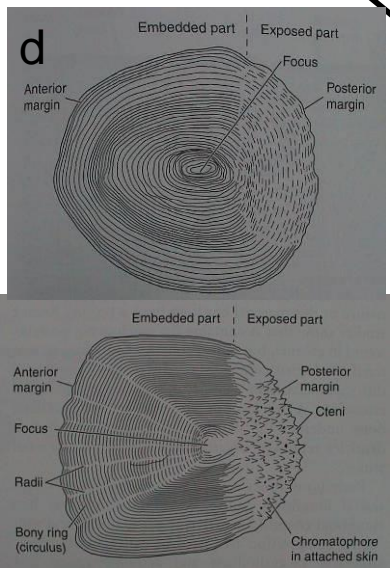 d
Embedded part
Exposed part
Focus
Anterior
margin
Posterior
margin
Embedded part
Exposed part
Anterior
margin
Posterior
margin
Cteni
Focus
Radii
Bony ring
(circulus)
Chromatophore
in attached skin